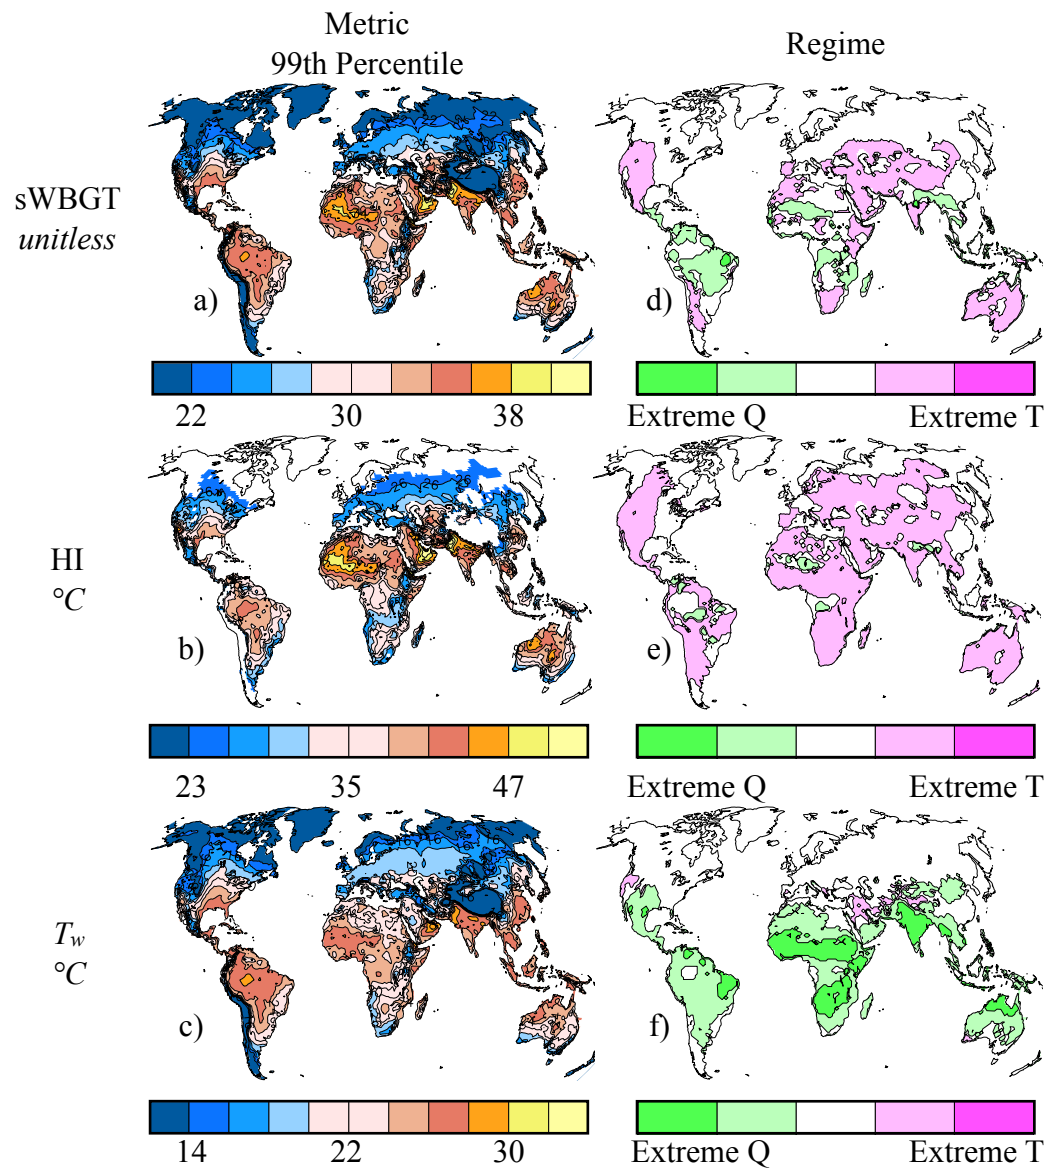 Metric
99th Percentile
Regime
sWBGT
unitless
a)
d)
22 30 38
Extreme Q Extreme T
HI
°C
b)
e)
23 35 47
Extreme Q Extreme T
Tw
°C
c)
f)
14 22 30
Extreme Q Extreme T